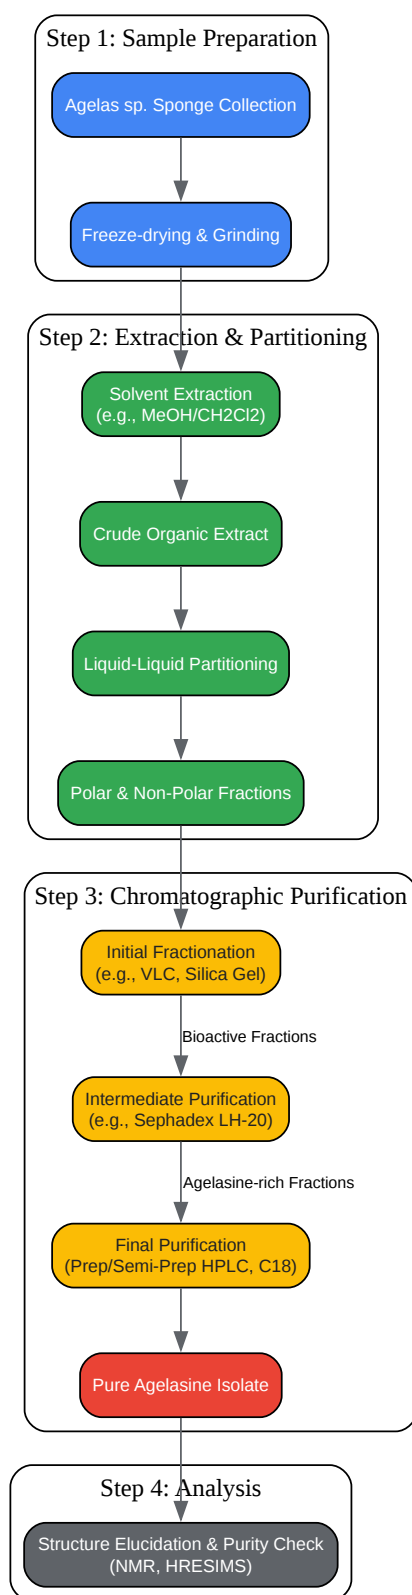 Step 1: Sample Preparation
Agelas sp. Sponge Collection
Freeze-drying & Grinding
Step 2: Extraction & Partitioning
Solvent Extraction
(e.g., MeOH/CH2Cl2)
Crude Organic Extract
Liquid-Liquid Partitioning
Polar & Non-Polar Fractions
Step 3: Chromatographic Purification
Initial Fractionation
(e.g., VLC, Silica Gel)
Bioactive Fractions
Intermediate Purification
(e.g., Sephadex LH-20)
Agelasine-rich Fractions
Final Purification
(Prep/Semi-Prep HPLC, C18)
Pure Agelasine Isolate
Step 4: Analysis
Structure Elucidation & Purity Check
(NMR, HRESIMS)